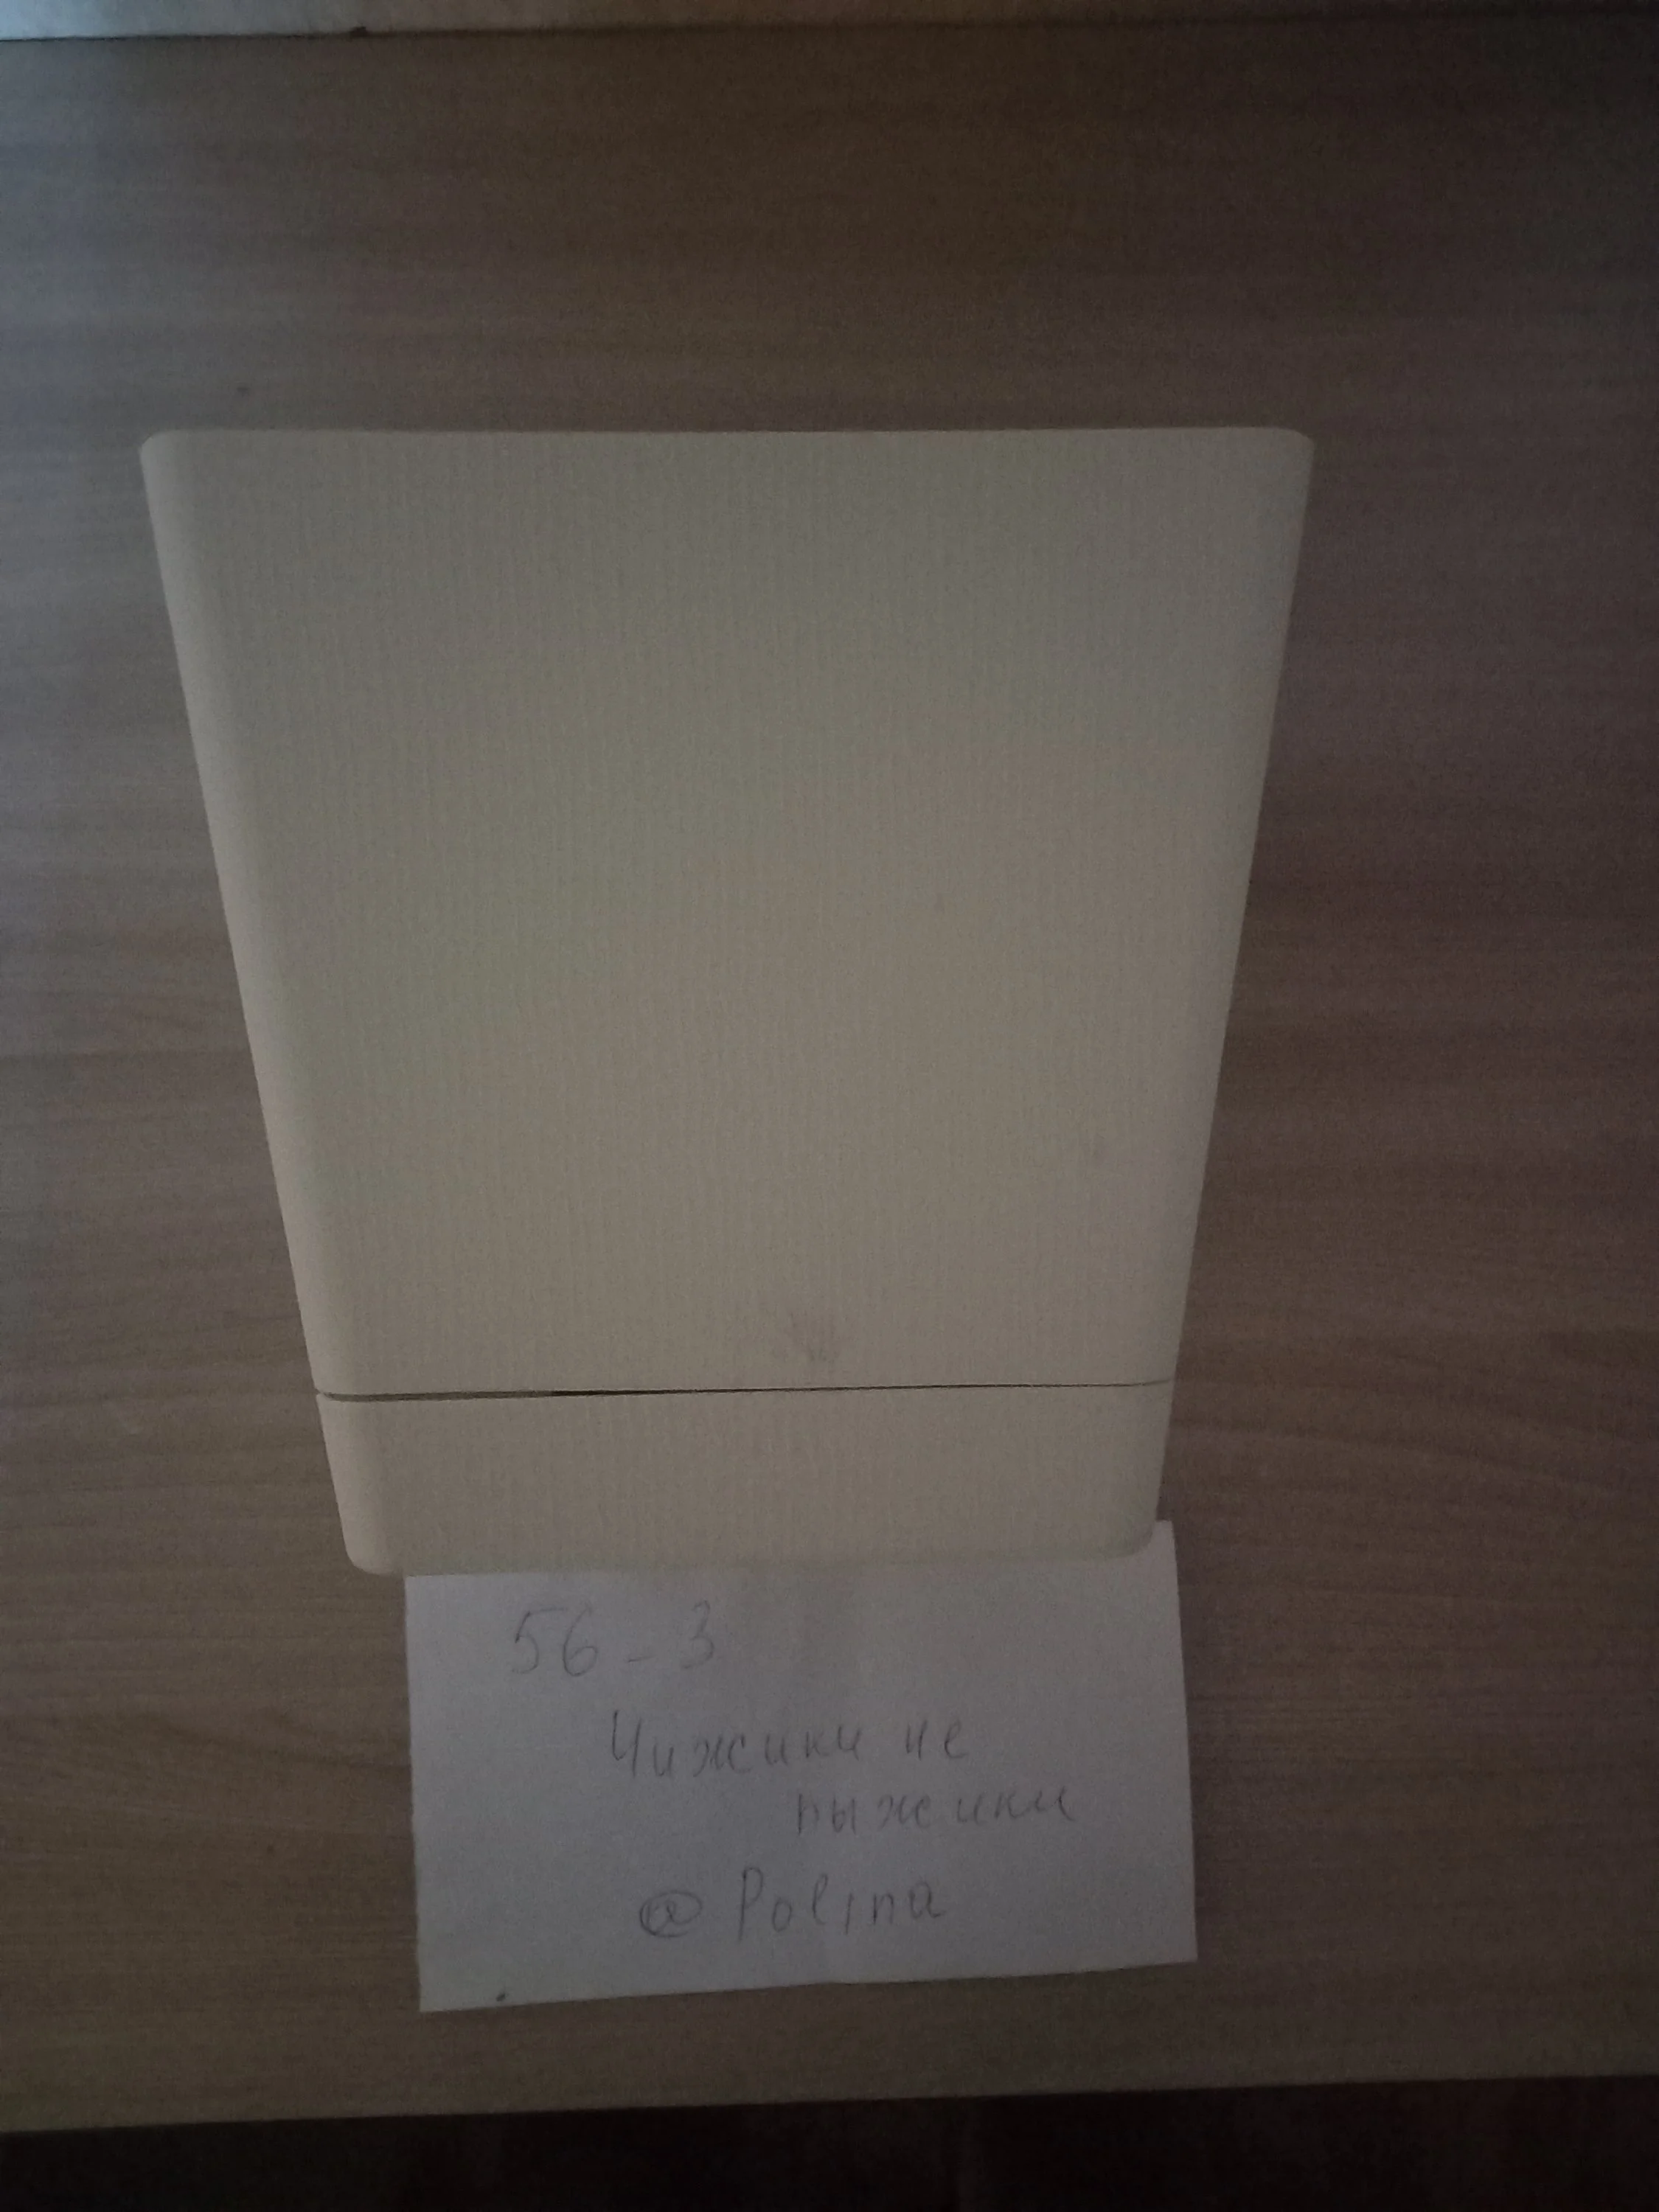 56 - 3
Чижики не
рыжики
@ Polina